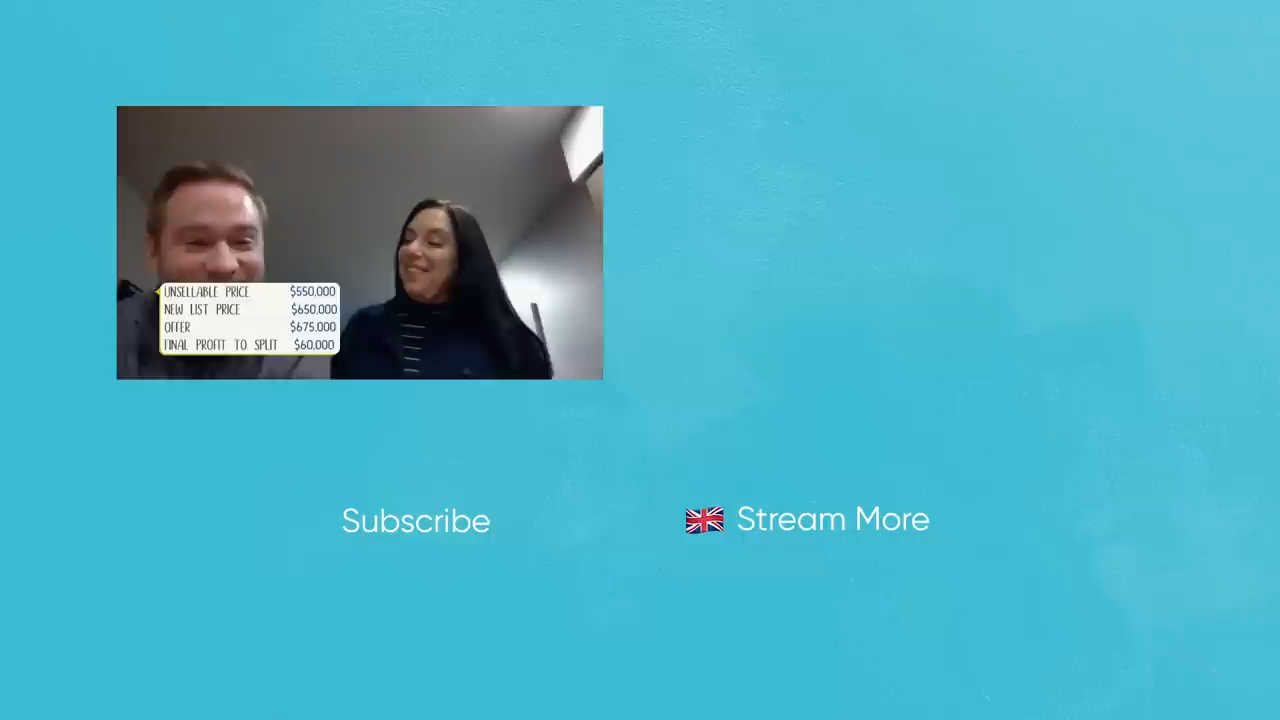 UNSELLABLE PRICE $550,000
NEW LIST PRICE $650,000
OFFER $675,000
FINAL PROFIT TO SPLIT $60,000
Subscribe
Stream More